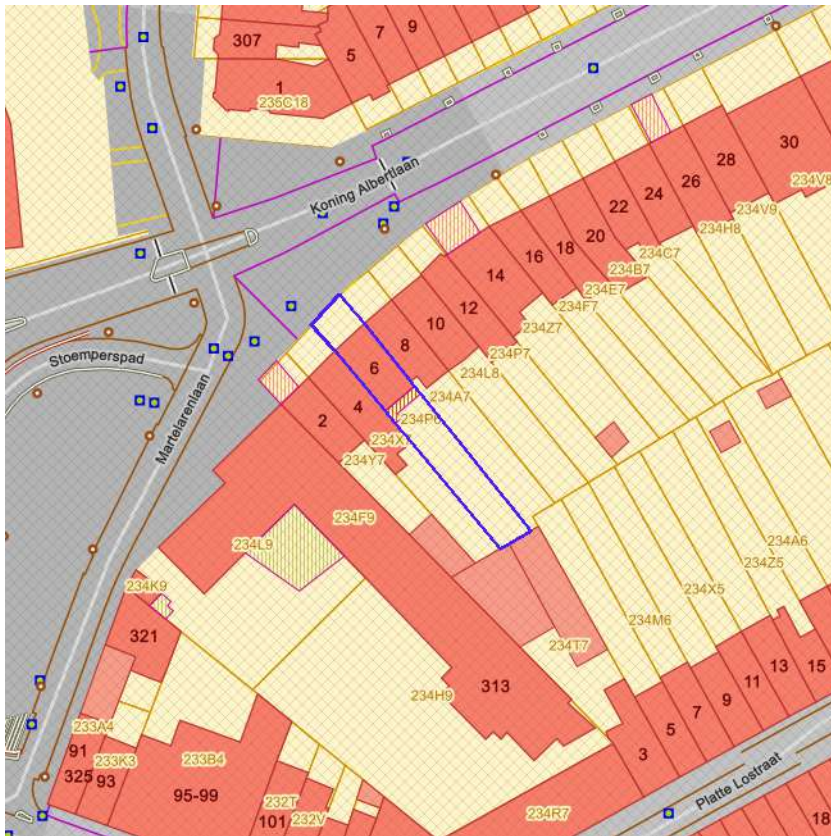 307
7
9
5
1
235C18
30
28
234V8
26
24
234V9
22
Koning Albertlaan
20
234H8
18
234C7
16
234B7
14
234E7
12
234F7
10
234Z7
8
234P7
Stoemperspad
6
234L8
234A7
4
234P6
2
234X7
Martelarenlaan
234Y7
234F9
234L9
234A6
234Z5
234K9
234X5
234M6
321
234T7
313
234H9
15
13
11
9
7
5
3
233A4
91
233K3
233B4
325
93
95-99
Platte Lostraat
232T
232V
101
234R7
18